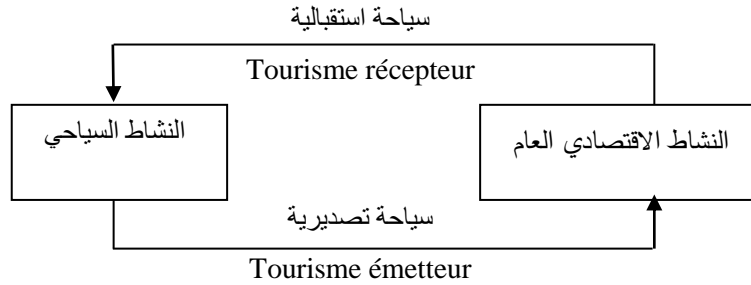 سياحة استقبالية
Tourisme récepteur
النشاط الاقتصادي العام
النشاط السياحي
سياحة تصديرية
Tourisme émetteur